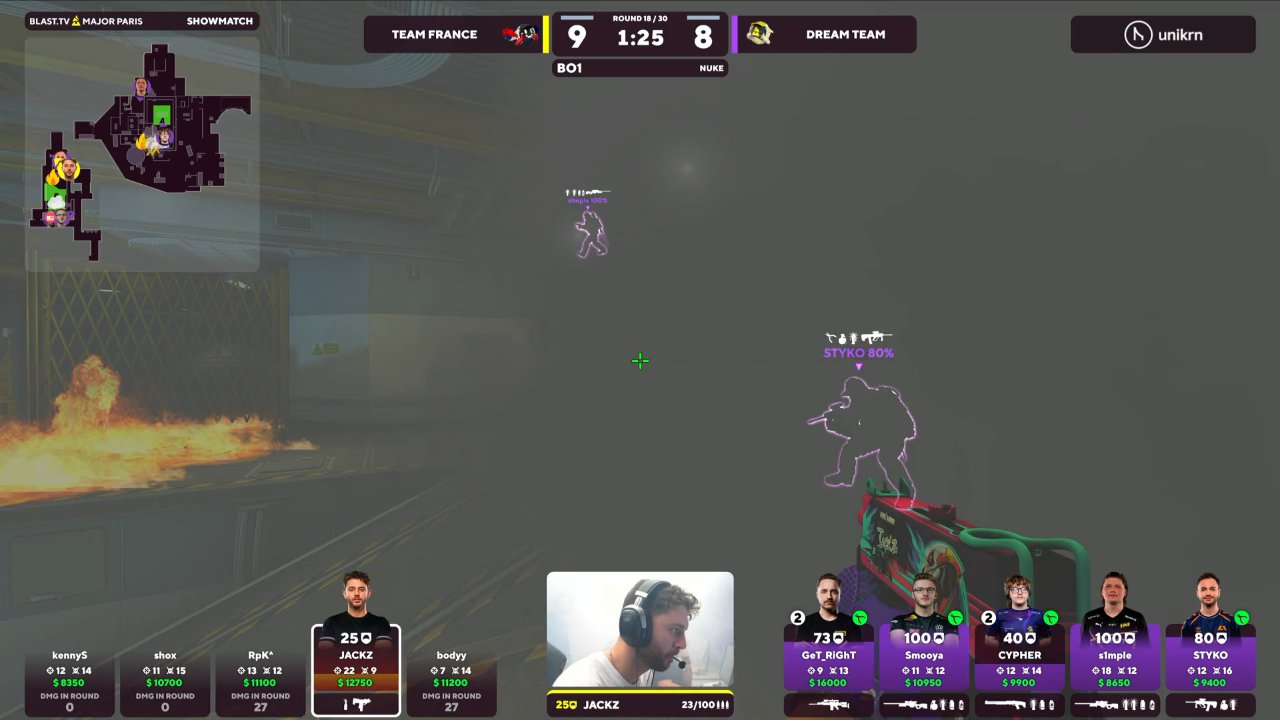 BLAST.TV MAJOR PARIS SHOWMATCH
TEAM FRANCE
9
ROUND 18 / 30
1:25
8
DREAM TEAM
unikrn
BO1 NUKE
s1mple 100%
STYKO 80%
kennyS
12 14
$ 8350
DMG IN ROUND
0
shox
11 15
$ 10700
DMG IN ROUND
0
RpK^
13 12
$ 11100
DMG IN ROUND
27
25
JACKZ
22 9
$ 12750
bodyy
7 14
$ 11200
DMG IN ROUND
27
25 JACKZ 23/100
2
73
GeT_RiGhT
9 13
$ 16000
100
Smooya
11 12
$ 10950
2
40
CYPHER
12 14
$ 9900
100
s1mple
18 12
$ 8650
80
STYKO
12 16
$ 9400